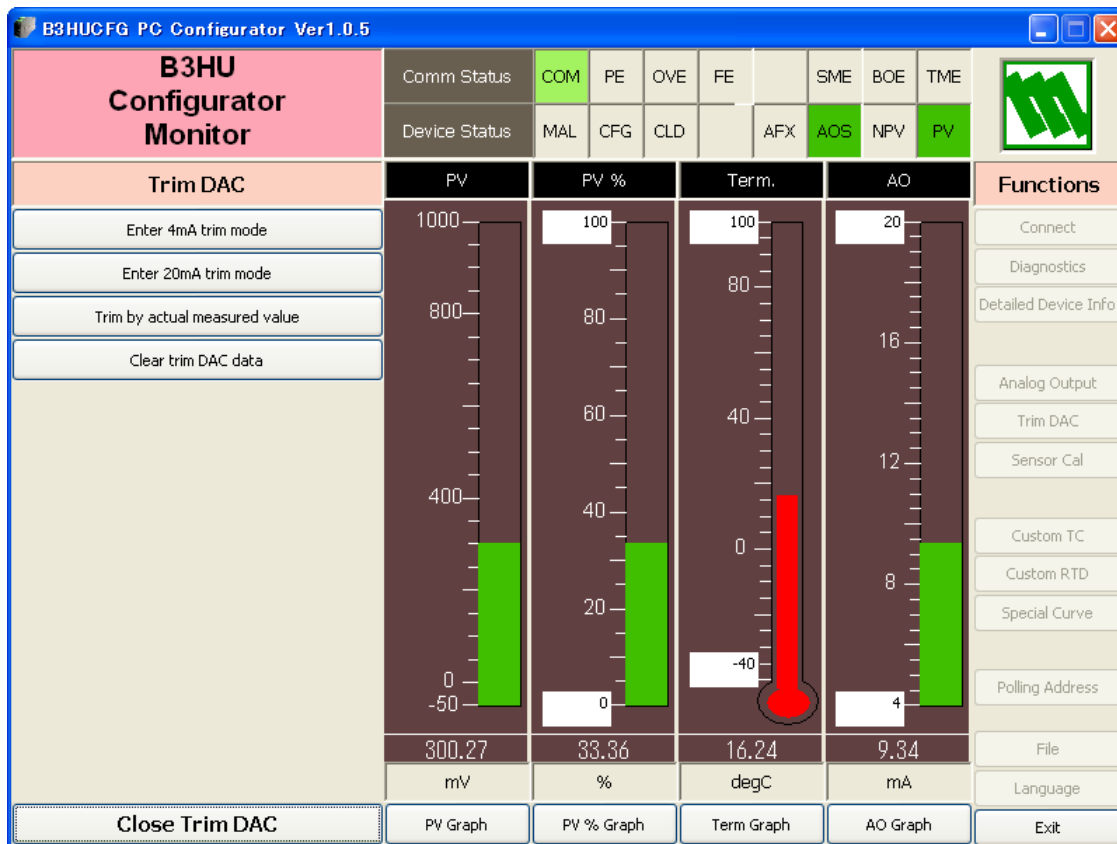 B3HUCFG PC Configurator Ver1.0.5
B3HU
Configurator
Monitor
Comm Status COM PE OVE FE SME BOE TME
Device Status MAL CFG CLD AFX AOS NPV PV
Trim DAC
Enter 4mA trim mode
Enter 20mA trim mode
Trim by actual measured value
Clear trim DAC data
Close Trim DAC
PV
1000
800
400
0
-50
300.27
mV
PV Graph
PV %
100
80
60
40
20
0
33.36
%
PV % Graph
Term.
100
80
40
0
-40
16.24
degC
Term Graph
AO
20
16
12
8
4
9.34
mA
AO Graph
Functions
Connect
Diagnostics
Detailed Device Info
Analog Output
Trim DAC
Sensor Cal
Custom TC
Custom RTD
Special Curve
Polling Address
File
Language
Exit